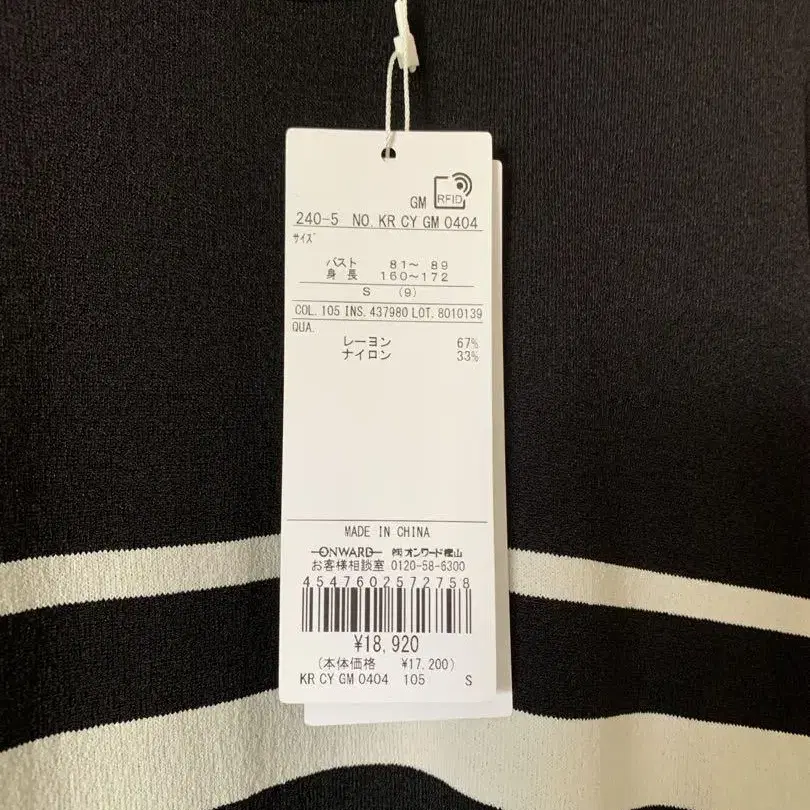 GM RFID
240-5 NO. KR CY GM 0404
サイズ
バスト 81～ 89
身長 160～172
S (9)
COL. 105 INS. 437980 LOT. 8010139
QUA.
レーヨン 67%
ナイロン 33%
MADE IN CHINA
ONWARD ㈱オンワード樫山
お客様相談室 0120-58-6300
4547602572758
¥18,920
(本体価格 ¥17,200)
KR CY GM 0404 105 S